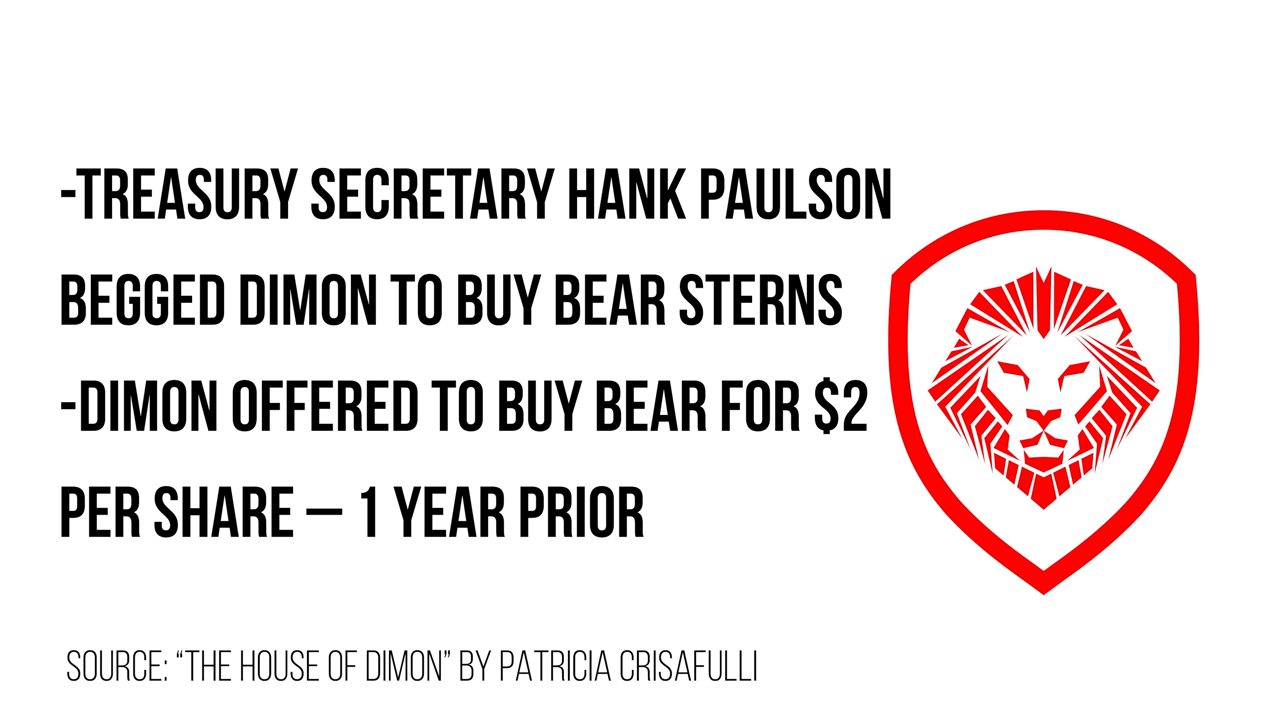 -TREASURY SECRETARY HANK PAULSON
BEGGED DIMON TO BUY BEAR STERNS
-DIMON OFFERED TO BUY BEAR FOR $2
PER SHARE – 1 YEAR PRIOR
SOURCE: “THE HOUSE OF DIMON” BY PATRICIA CRISAFULLI